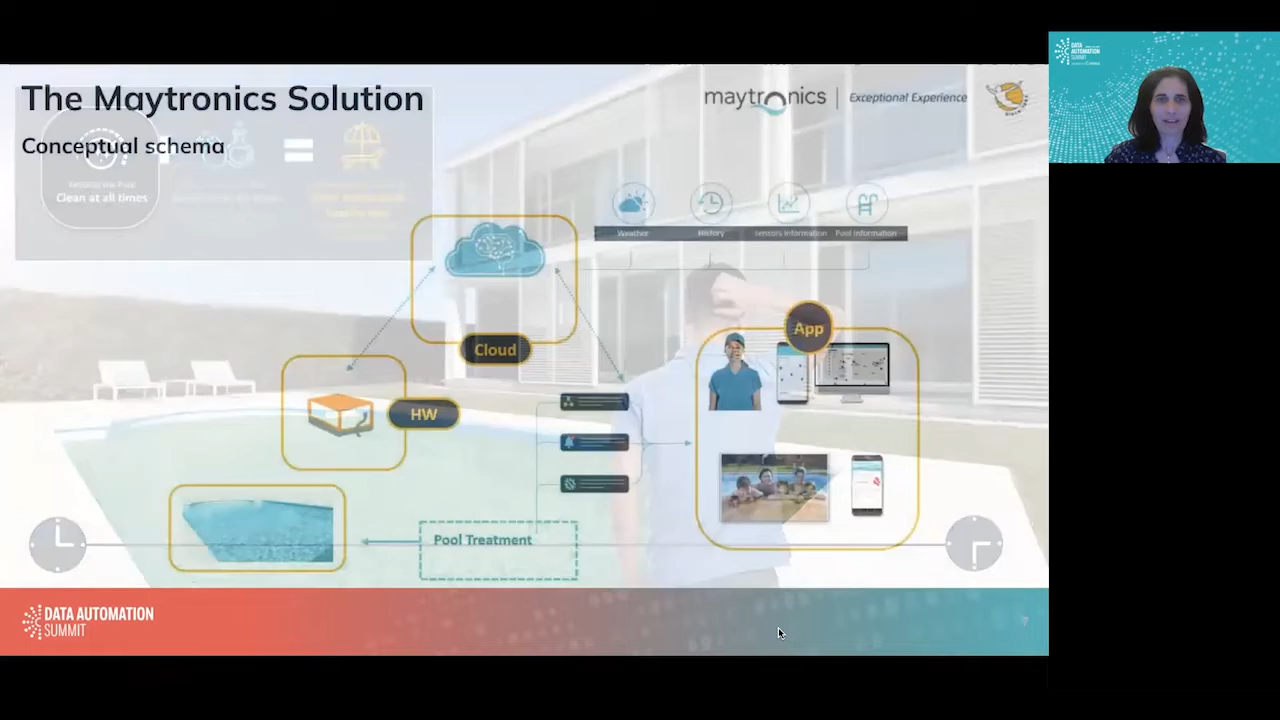 The Maytronics Solution
Conceptual schema
maytronics | Exceptional Experience
Clean at all times
Weather
History
Sensors information
Pool information
App
Cloud
HW
Pool Treatment
DATA AUTOMATION
SUMMIT
DATA
AUTOMATION
SUMMIT